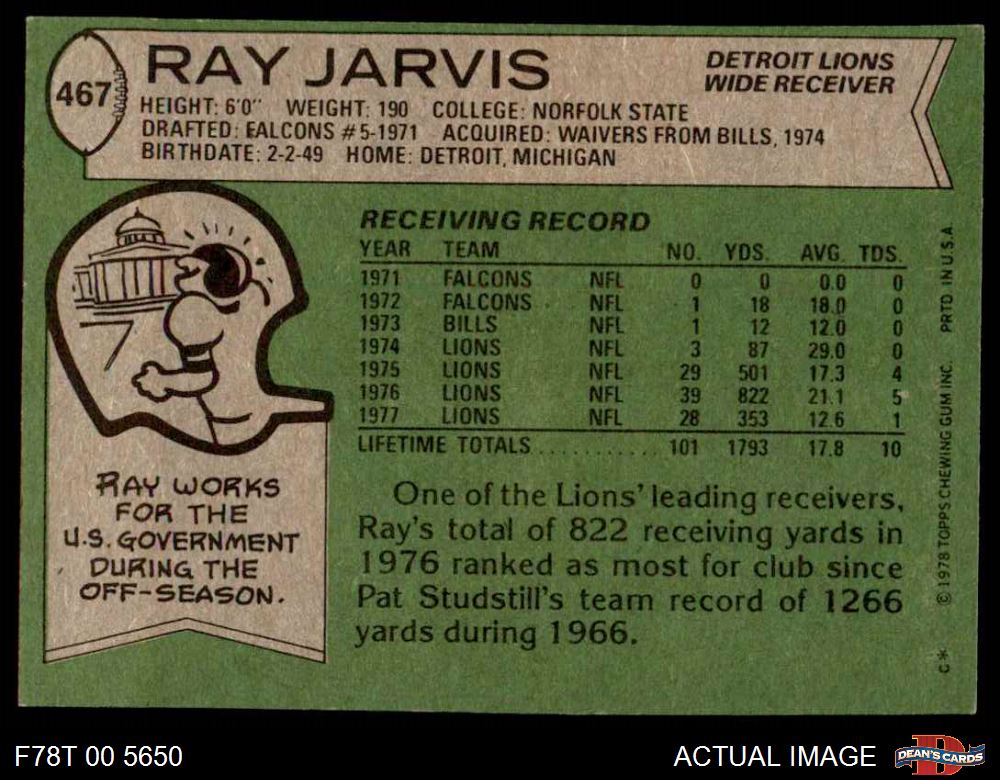 467
RAY JARVIS
DETROIT LIONS
WIDE RECEIVER
HEIGHT: 6'0" WEIGHT: 190 COLLEGE: NORFOLK STATE
DRAFTED: FALCONS #5-1971 ACQUIRED: WAIVERS FROM BILLS, 1974
BIRTHDATE: 2-2-49 HOME: DETROIT, MICHIGAN
RECEIVING RECORD
YEAR TEAM NO. YDS. AVG. TDS.
1971 FALCONS NFL 0 0 0.0 0
1972 FALCONS NFL 1 18 18.0 0
1973 BILLS NFL 1 12 12.0 0
1974 LIONS NFL 3 87 29.0 0
1975 LIONS NFL 29 501 17.3 4
1976 LIONS NFL 39 822 21.1 5
1977 LIONS NFL 28 353 12.6 1
LIFETIME TOTALS........... 101 1793 17.8 10
RAY WORKS
FOR THE
U.S. GOVERNMENT
DURING THE
OFF-SEASON.
One of the Lions' leading receivers,
Ray's total of 822 receiving yards in
1976 ranked as most for club since
Pat Studstill's team record of 1266
yards during 1966.
C* © 1978 TOPPS CHEWING GUM INC. PRTD IN U.S.A.
F78T 00 5650
ACTUAL IMAGE
D
DEAN'S CARDS